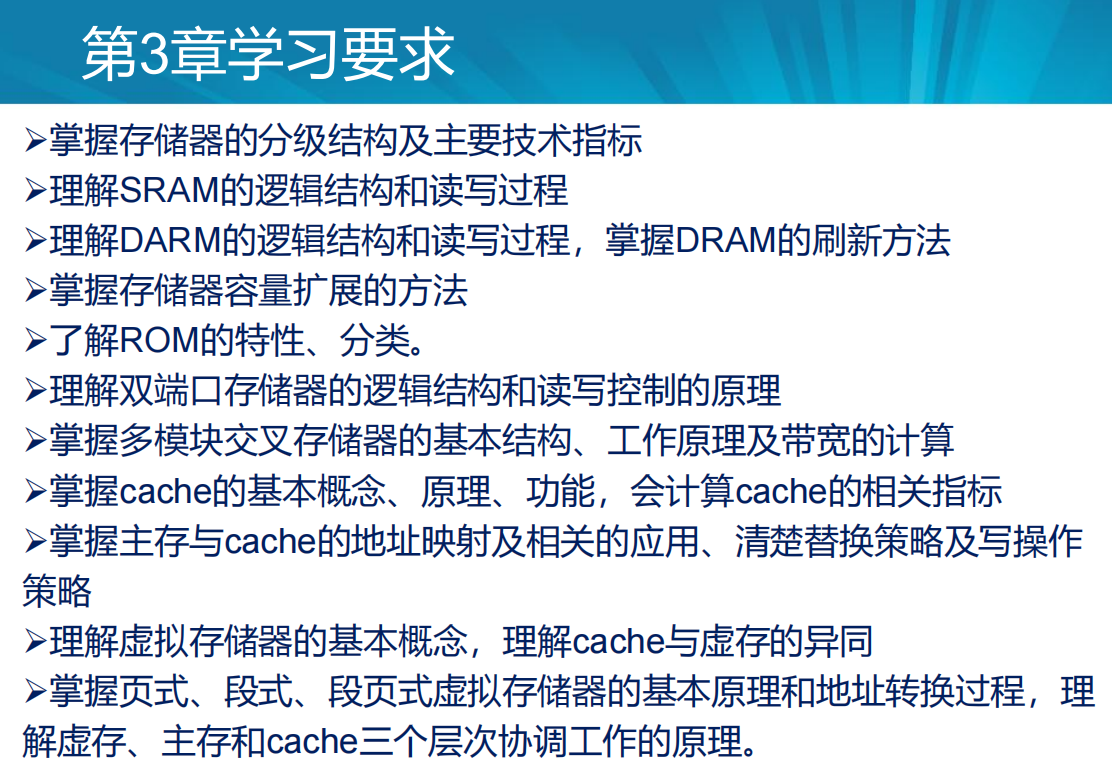 第3章学习要求
➢掌握存储器的分级结构及主要技术指标
➢理解SRAM的逻辑结构和读写过程
➢理解DARM的逻辑结构和读写过程，掌握DRAM的刷新方法
➢掌握存储器容量扩展的方法
➢了解ROM的特性、分类。
➢理解双端口存储器的逻辑结构和读写控制的原理
➢掌握多模块交叉存储器的基本结构、工作原理及带宽的计算
➢掌握cache的基本概念、原理、功能，会计算cache的相关指标
➢掌握主存与cache的地址映射及相关的应用、清楚替换策略及写操作
策略
➢理解虚拟存储器的基本概念，理解cache与虚存的异同
➢掌握页式、段式、段页式虚拟存储器的基本原理和地址转换过程，理
解虚存、主存和cache三个层次协调工作的原理。